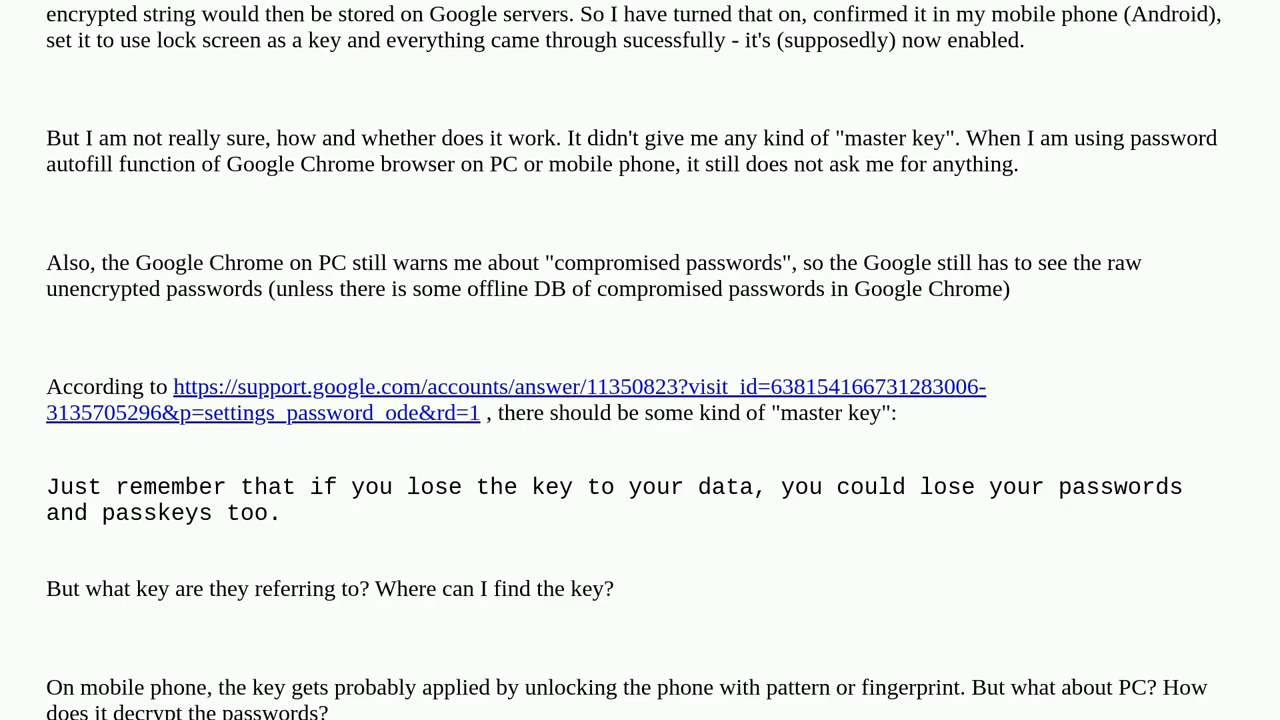 encrypted string would then be stored on Google servers. So I have turned that on, confirmed it in my mobile phone (Android),
set it to use lock screen as a key and everything came through sucessfully - it's (supposedly) now enabled.
But I am not really sure, how and whether does it work. It didn't give me any kind of "master key". When I am using password
autofill function of Google Chrome browser on PC or mobile phone, it still does not ask me for anything.
Also, the Google Chrome on PC still warns me about "compromised passwords", so the Google still has to see the raw
unencrypted passwords (unless there is some offline DB of compromised passwords in Google Chrome)
According to https://support.google.com/accounts/answer/11350823?visit_id=638154166731283006-
3135705296&p=settings_password_ode&rd=1 , there should be some kind of "master key":
Just remember that if you lose the key to your data, you could lose your passwords
and passkeys too.
But what key are they referring to? Where can I find the key?
On mobile phone, the key gets probably applied by unlocking the phone with pattern or fingerprint. But what about PC? How
does it decrypt the passwords?